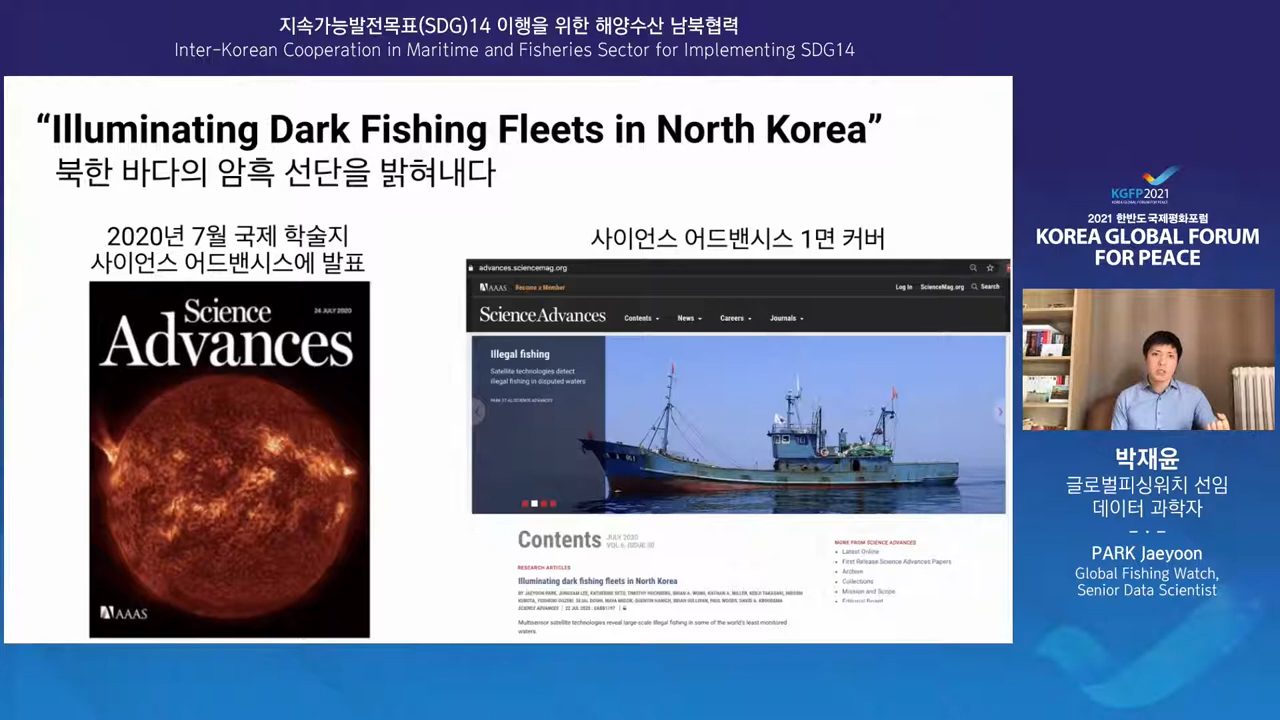 지속가능발전목표(SDG)14 이행을 위한 해양수산 남북협력
Inter-Korean Cooperation in Maritime and Fisheries Sector for Implementing SDG14
“Illuminating Dark Fishing Fleets in North Korea”
북한 바다의 암흑 선단을 밝혀내다
2020년 7월 국제 학술지
사이언스 어드밴시스에 발표
Science
Advances
24 JULY 2020
AAAS
사이언스 어드밴시스 1면 커버
advances.sciencemag.org
AAAS Become a Member
Log In ScienceMag.org Search
ScienceAdvances Contents News Careers Journals
Illegal fishing
Satellite technologies detect
illegal fishing in disputed waters
Contents JULY 2020
VOL 6, ISSUE 30
RESEARCH ARTICLES
Illuminating dark fishing fleets in North Korea
SCIENCE ADVANCES | 22 JUL 2020
Multisensor satellite technologies reveal large-scale illegal fishing in some of the world's least monitored
waters.
MORE FROM SCIENCE ADVANCES
Latest Online
First Release Science Advances Papers
Archive
Collections
Mission and Scope
Editorial Board
KGFP2021
KOREA GLOBAL FORUM FOR PEACE
2021 한반도국제평화포럼
KOREA GLOBAL FORUM
FOR PEACE
박재윤
글로벌피싱워치 선임
데이터 과학자
PARK Jaeyoon
Global Fishing Watch,
Senior Data Scientist